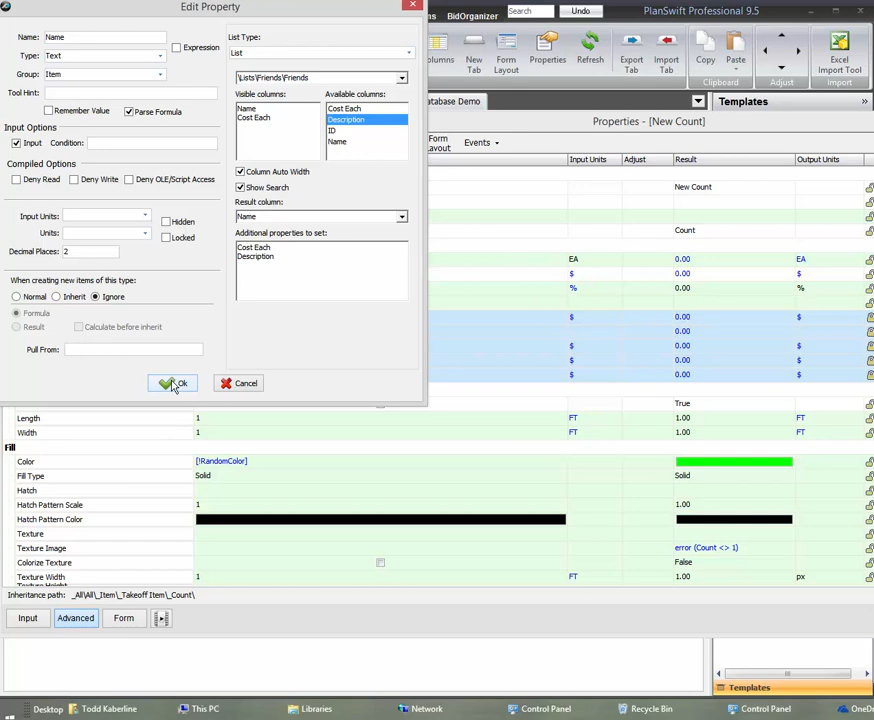 Edit Property
Name: Name
Type: Text
Group: Item
Tool Hint:
Expression
Remember Value
Parse Formula
Input Options
Input
Condition:
Compiled Options
Deny Read
Deny Write
Deny OLE/Script Access
Input Units:
Units:
Decimal Places: 2
Hidden
Locked
When creating new items of this type:
Normal
Inherit
Ignore
Formula
Result
Calculate before inherit
Pull From:
Ok
Cancel
List Type:
List
\Lists\Friends\Friends
Visible columns:
Name
Cost Each
Available columns:
Cost Each
Description
ID
Name
Column Auto Width
Show Search
Result column:
Name
Additional properties to set:
Cost Each
Description
ms
BidOrganizer
Search
Undo
PlanSwift Professional 9.5
olumns
New Tab
Form Layout
Properties
Refresh
Export Tab
Import Tab
Copy
Paste
Clipboard
Adjust
Excel Import Tool
Import
atabase Demo
Templates
Properties - [New Count]
Form Layout
Events
Input Units
Adjust
Result
Output Units
New Count
Count
EA 0.00 EA
$ 0.00 $
% 0.00 %
$ 0.00 $
0.00
$ 0.00 $
$ 0.00 $
$ 0.00 $
True
Length 1 FT 1.00 FT
Width 1 FT 1.00 FT
Fill
Color [!RandomColor]
Fill Type Solid Solid
Hatch
Hatch Pattern Scale 1 1.00
Hatch Pattern Color
Texture
Texture Image error (Count <> 1)
Colorize Texture False
Texture Width 1 FT 1.00 px
Texture Height
Inheritance path: _All\All\_Item\_Takeoff Item\_Count\
Input
Advanced
Form
Templates
Desktop
Todd Kaberline
This PC
Libraries
Network
Control Panel
Recycle Bin
Control Panel
OneD